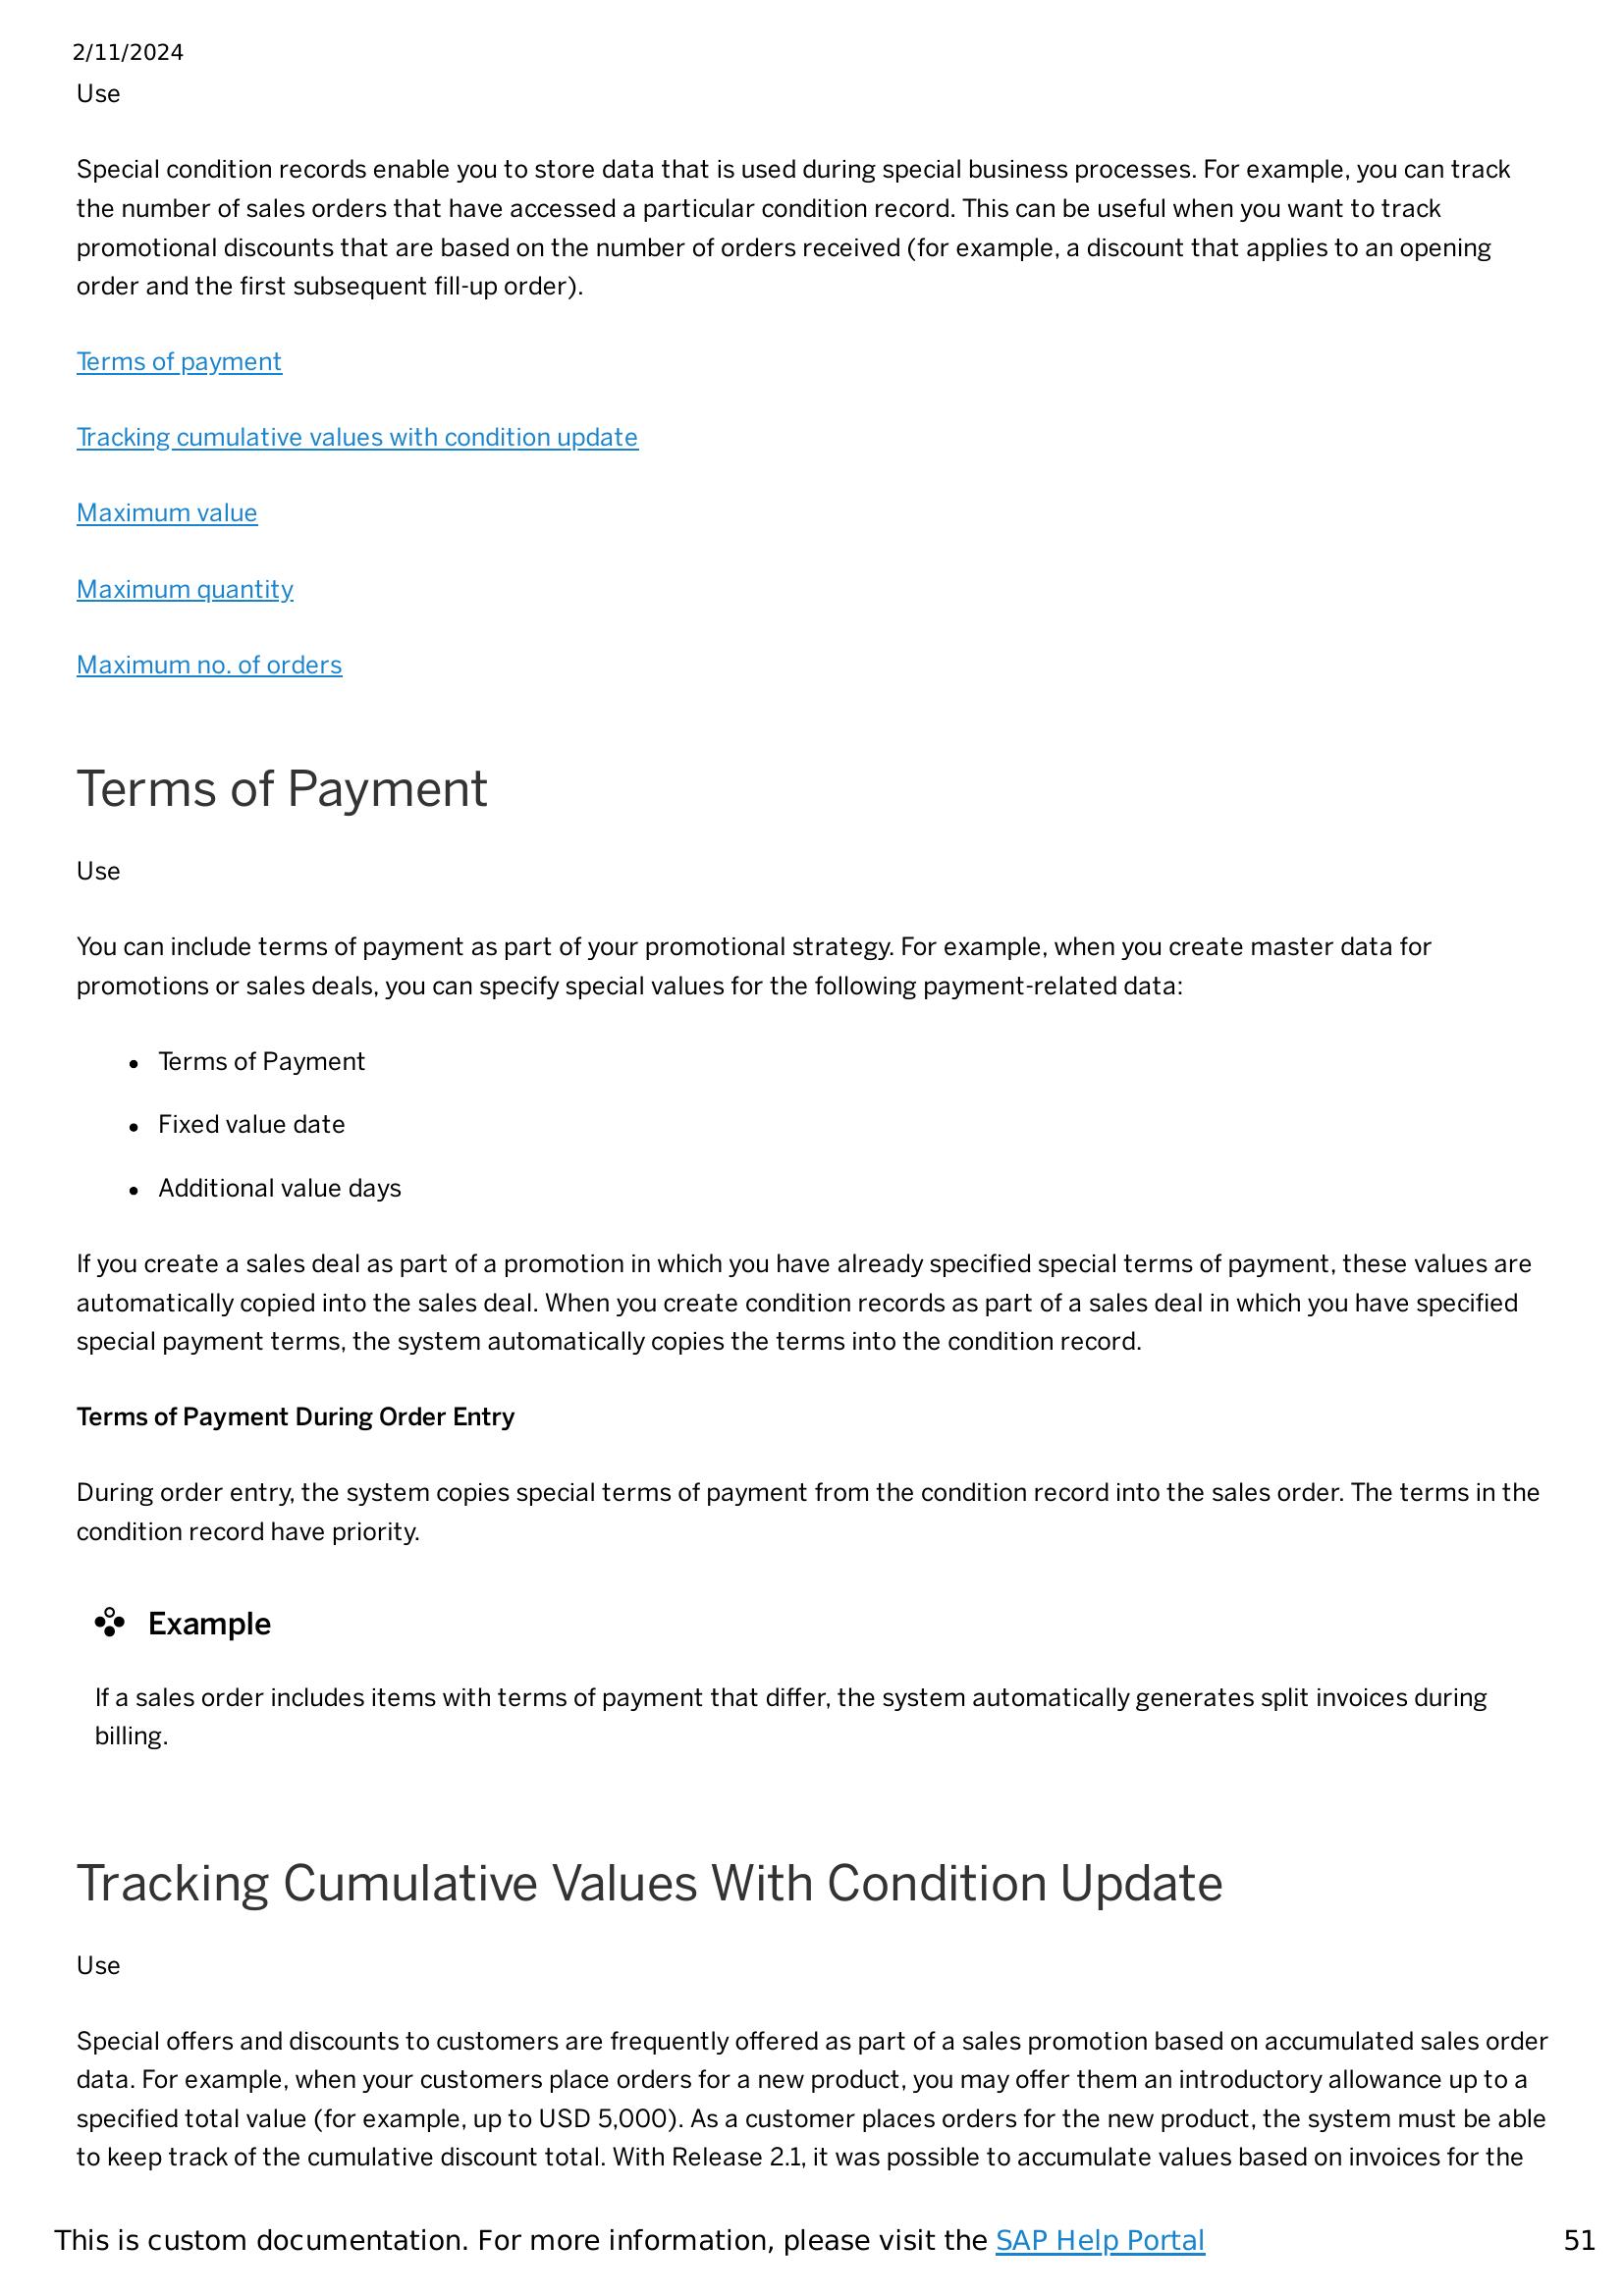 2/11/2024
Use
Special condition records enable you to store data that is used during special business processes. For example, you can track
the number of sales orders that have accessed a particular condition record. This can be useful when you want to track
promotional discounts that are based on the number of orders received (for example, a discount that applies to an opening
order and the first subsequent fill-up order).
Terms of payment
Tracking cumulative values with condition update
Maximum value
Maximum quantity
Maximum no. of orders
Terms of Payment
Use
You can include terms of payment as part of your promotional strategy. For example, when you create master data for
promotions or sales deals, you can specify special values for the following payment-related data:
• Terms of Payment
• Fixed value date
• Additional value days
If you create a sales deal as part of a promotion in which you have already specified special terms of payment, these values are
automatically copied into the sales deal. When you create condition records as part of a sales deal in which you have specified
special payment terms, the system automatically copies the terms into the condition record.
Terms of Payment During Order Entry
During order entry, the system copies special terms of payment from the condition record into the sales order. The terms in the
condition record have priority.
Example
If a sales order includes items with terms of payment that differ, the system automatically generates split invoices during
billing.
Tracking Cumulative Values With Condition Update
Use
Special offers and discounts to customers are frequently offered as part of a sales promotion based on accumulated sales order
data. For example, when your customers place orders for a new product, you may offer them an introductory allowance up to a
specified total value (for example, up to USD 5,000). As a customer places orders for the new product, the system must be able
to keep track of the cumulative discount total. With Release 2.1, it was possible to accumulate values based on invoices for the
This is custom documentation. For more information, please visit the SAP Help Portal 51